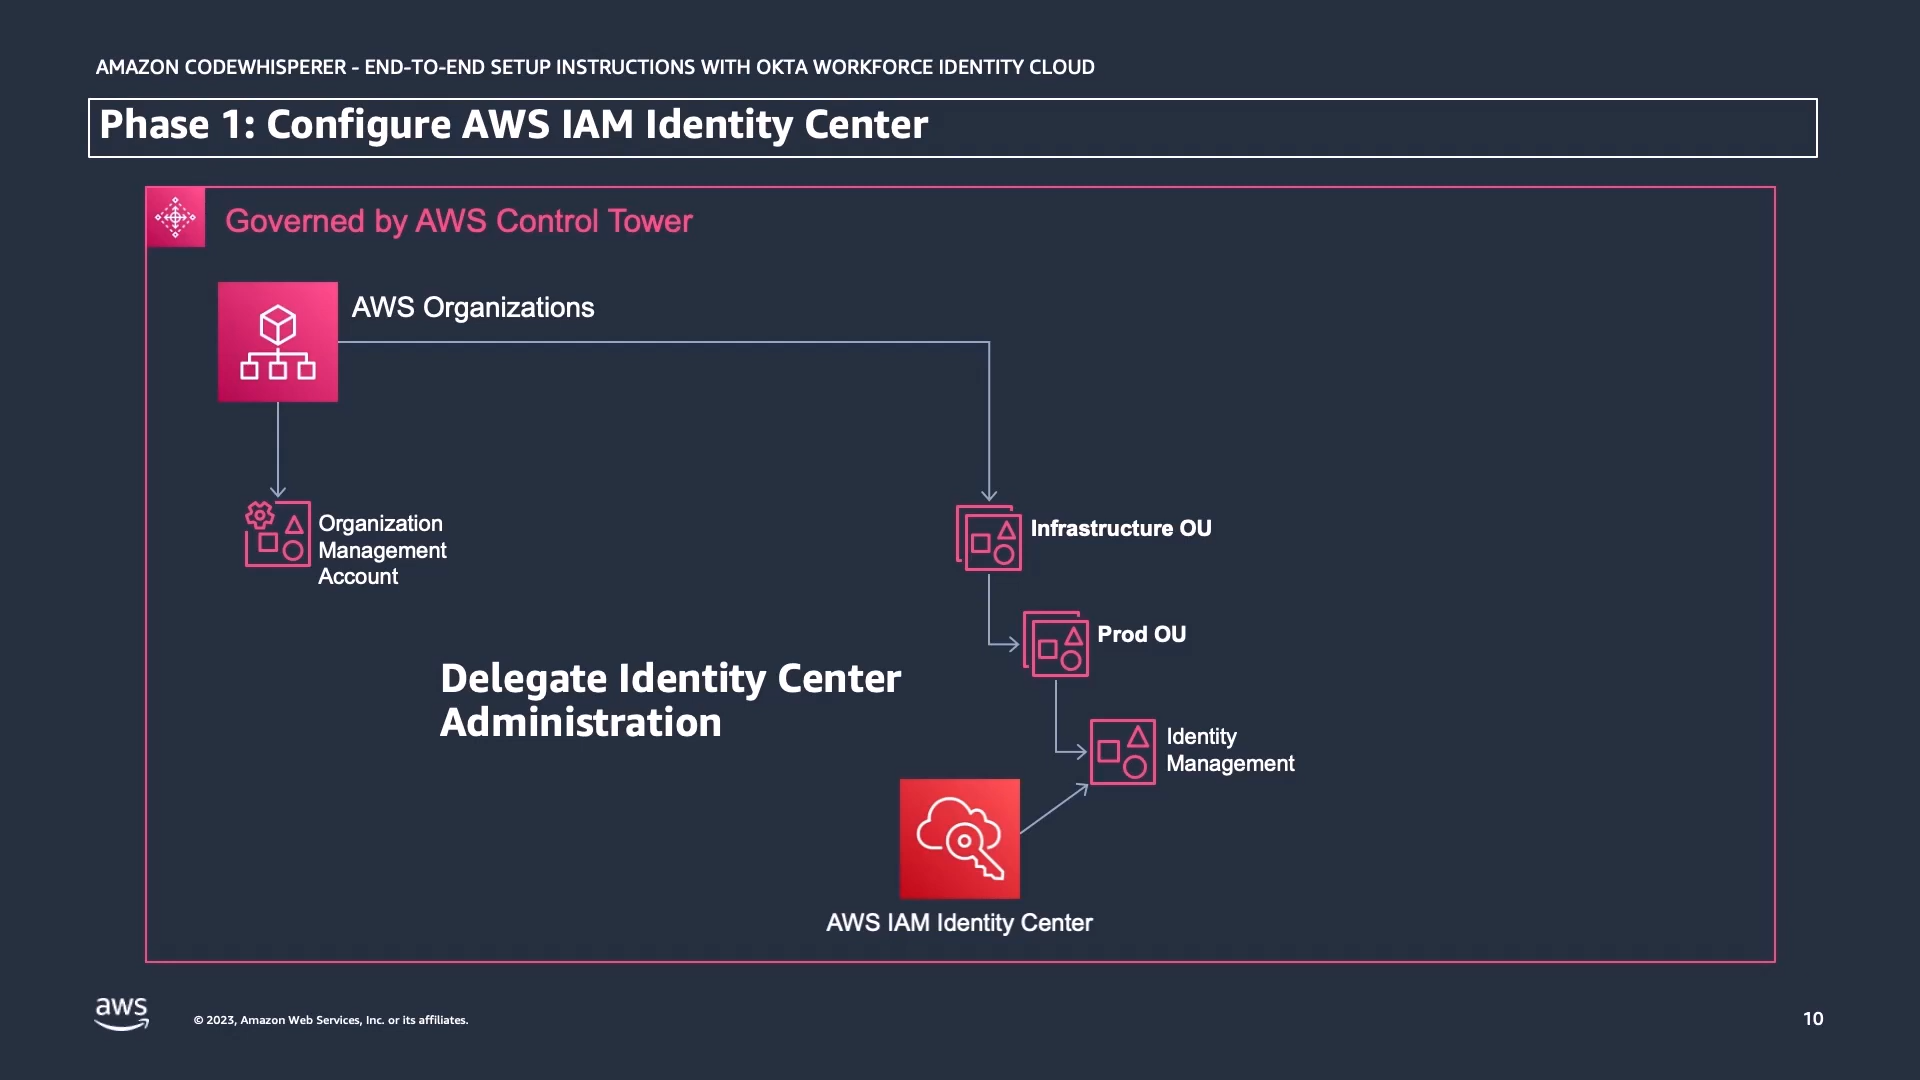 AMAZON CODEWHISPERER - END-TO-END SETUP INSTRUCTIONS WITH OKTA WORKFORCE IDENTITY CLOUD
Phase 1: Configure AWS IAM Identity Center
Governed by AWS Control Tower
AWS Organizations
Organization
Management
Account
Infrastructure OU
Prod OU
Delegate Identity Center
Administration
Identity
Management
AWS IAM Identity Center
aws
© 2023, Amazon Web Services, Inc. or its affiliates.
10